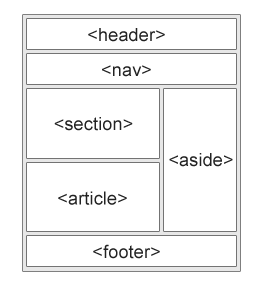 <header>
<nav>
<section>
<aside>
<article>
<footer>